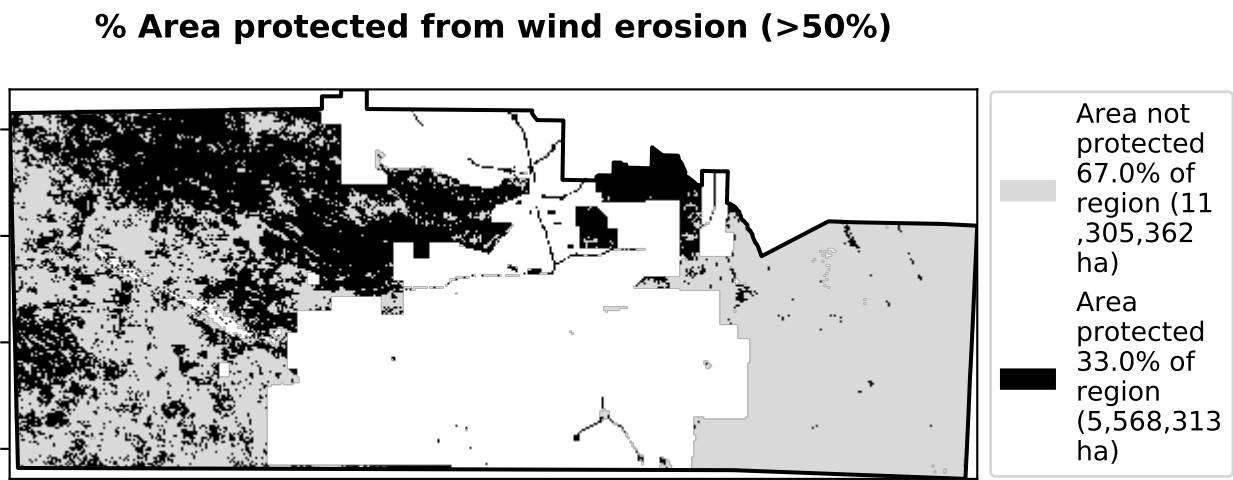 % Area protected from wind erosion (>50%)
Area not
protected
67.0% of
region (11
,305,362
ha)
Area
protected
33.0% of
region
(5,568,313
ha)